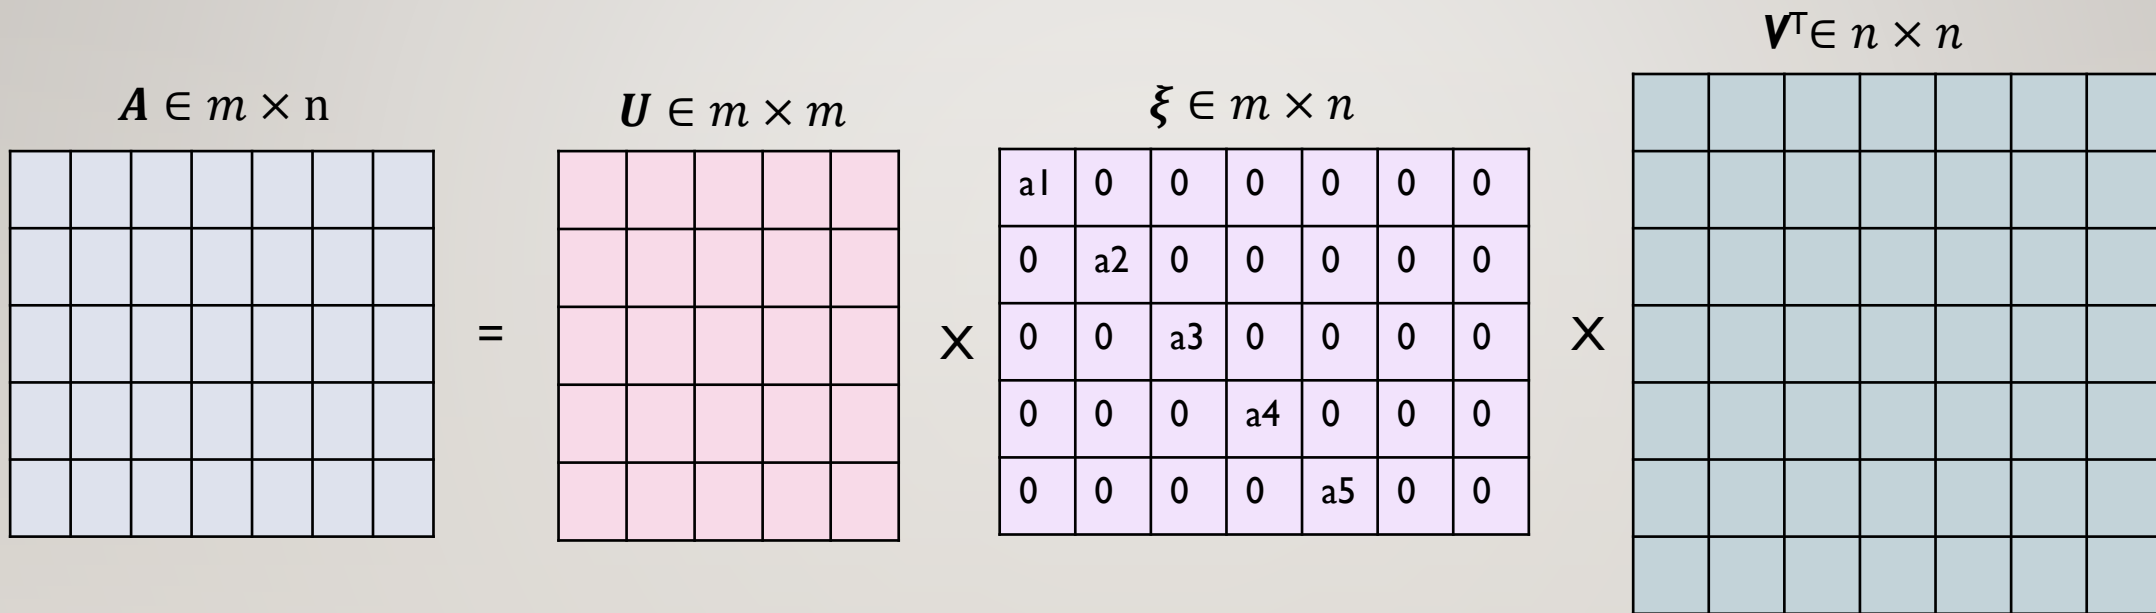 A ∈ m × n
U ∈ m × m
ξ ∈ m × n
Vᵀ∈ n × n
=
X
X
a1 0 0 0 0 0 0
0 a2 0 0 0 0 0
0 0 a3 0 0 0 0
0 0 0 a4 0 0 0
0 0 0 0 a5 0 0